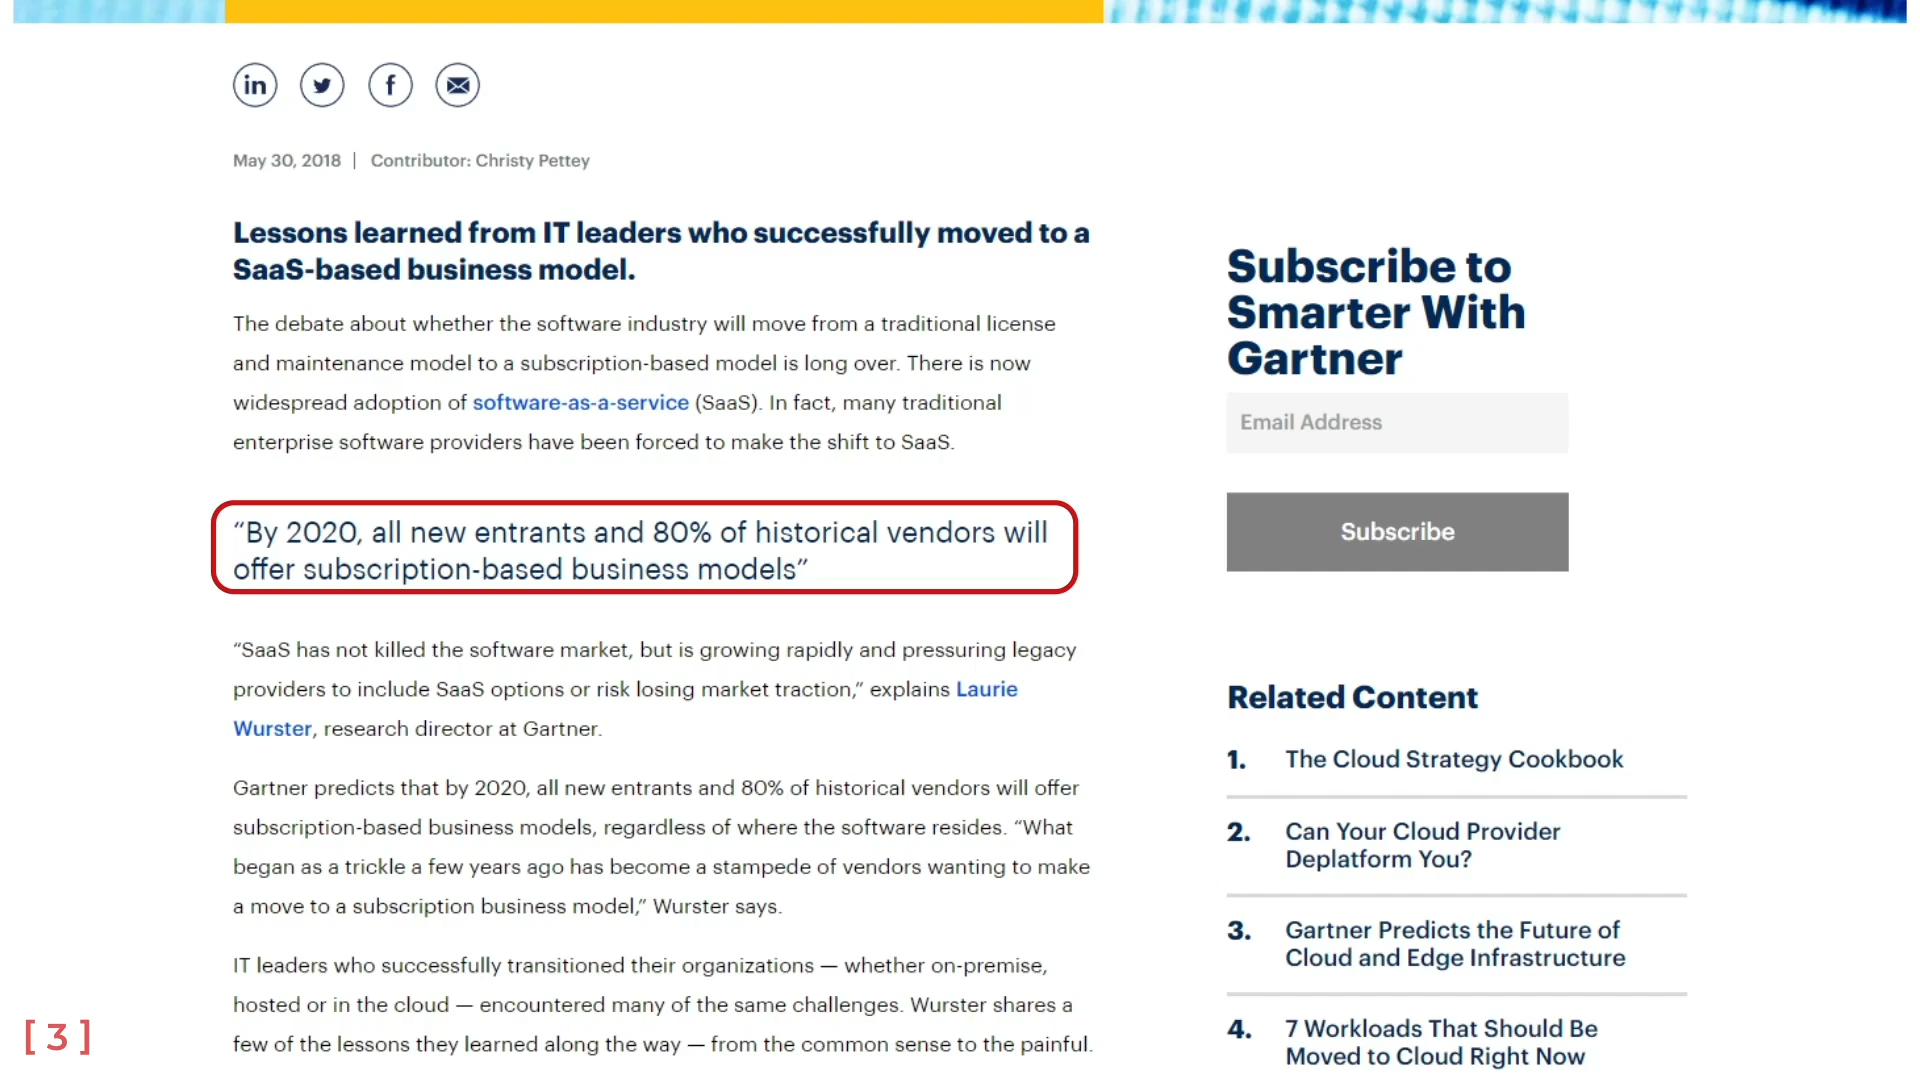 May 30, 2018 | Contributor: Christy Pettey
Lessons learned from IT leaders who successfully moved to a
SaaS-based business model.
The debate about whether the software industry will move from a traditional license
and maintenance model to a subscription-based model is long over. There is now
widespread adoption of software-as-a-service (SaaS). In fact, many traditional
enterprise software providers have been forced to make the shift to SaaS.
“By 2020, all new entrants and 80% of historical vendors will
offer subscription-based business models”
“SaaS has not killed the software market, but is growing rapidly and pressuring legacy
providers to include SaaS options or risk losing market traction,” explains Laurie
Wurster, research director at Gartner.
Gartner predicts that by 2020, all new entrants and 80% of historical vendors will offer
subscription-based business models, regardless of where the software resides. “What
began as a trickle a few years ago has become a stampede of vendors wanting to make
a move to a subscription business model,” Wurster says.
IT leaders who successfully transitioned their organizations — whether on-premise,
hosted or in the cloud — encountered many of the same challenges. Wurster shares a
few of the lessons they learned along the way — from the common sense to the painful.
Subscribe to
Smarter With
Gartner
Email Address
Subscribe
Related Content
1. The Cloud Strategy Cookbook
2. Can Your Cloud Provider
Deplatform You?
3. Gartner Predicts the Future of
Cloud and Edge Infrastructure
4. 7 Workloads That Should Be
Moved to Cloud Right Now
[ 3 ]